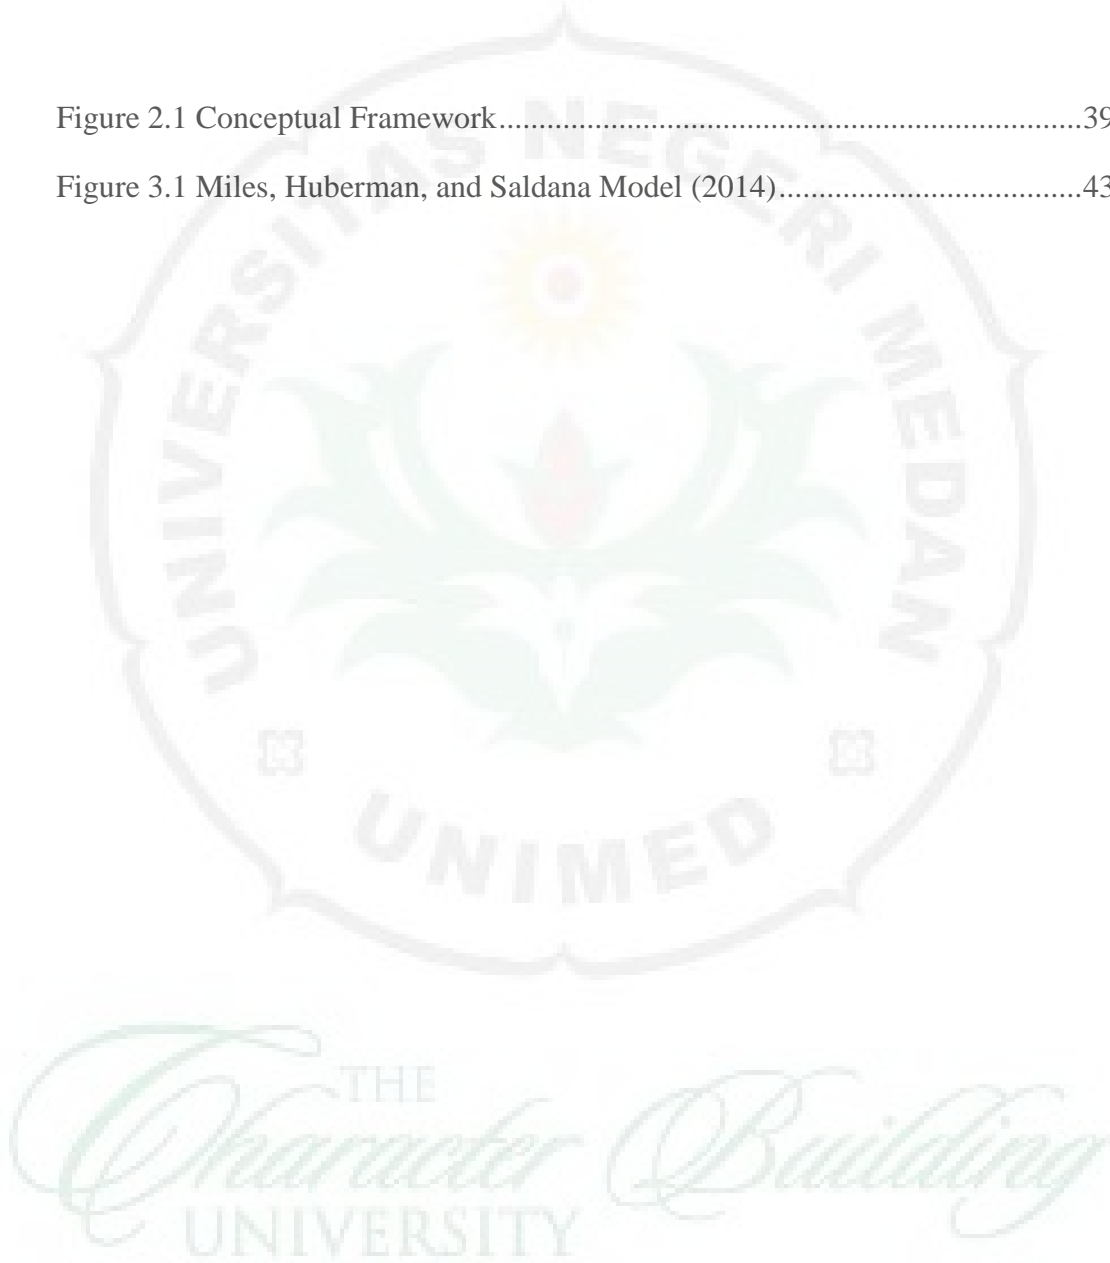 Figure 2.1 Conceptual Framework.........................................................................39
Figure 3.1 Miles, Huberman, and Saldana Model (2014)......................................43
UNIVERSITAS NEGERI MEDAN
UNIMED
THE
Character Building
UNIVERSITY